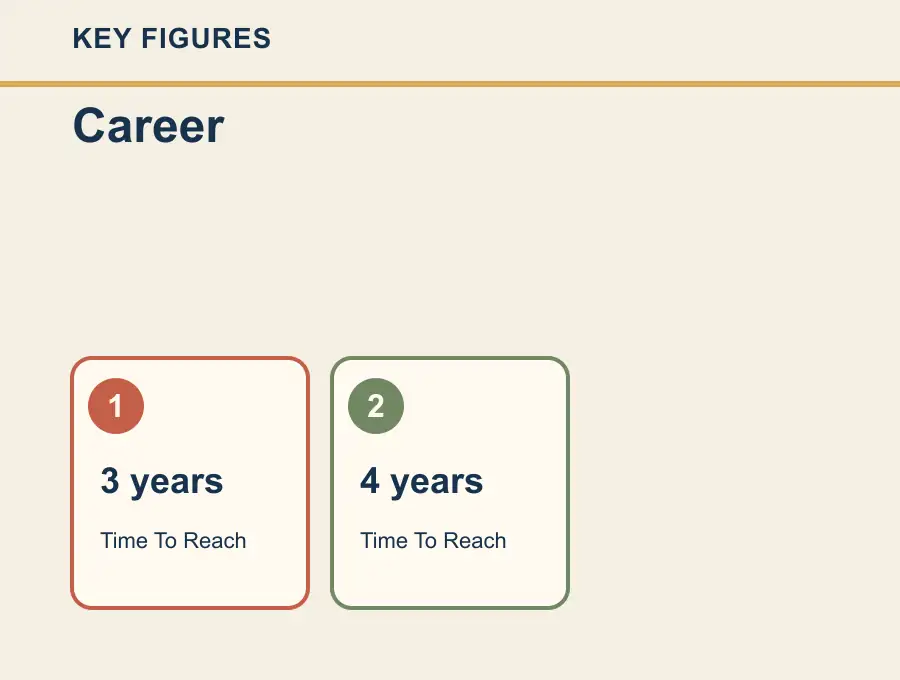 KEY FIGURES
Career
1
3 years
Time To Reach
2
4 years
Time To Reach